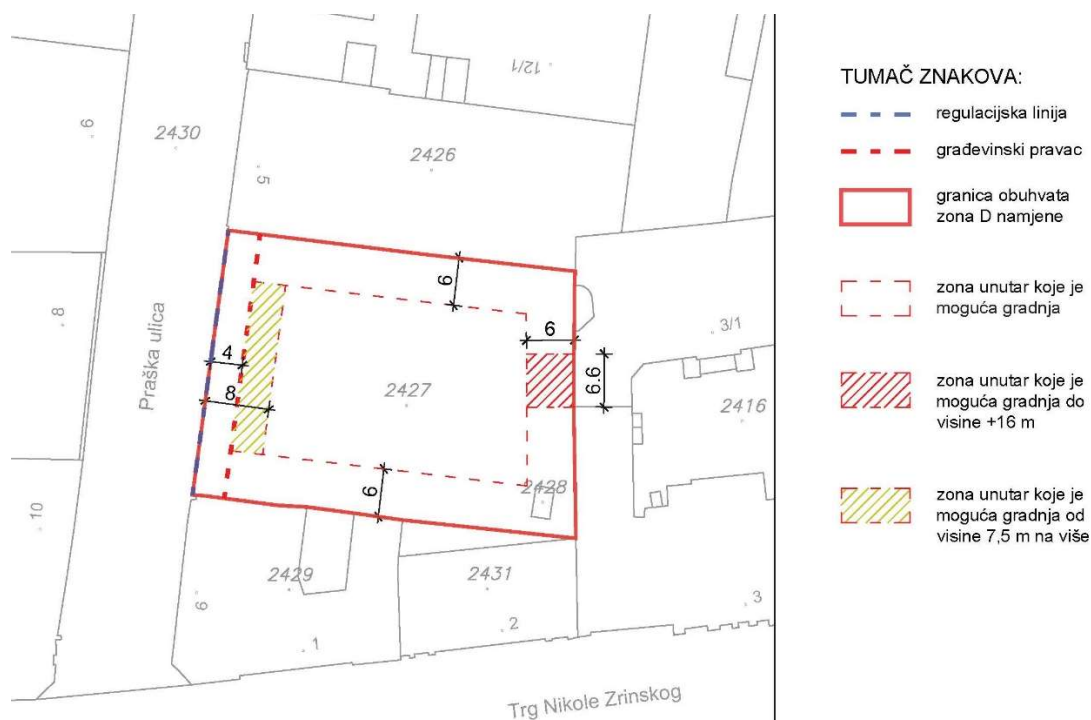 12/1
9
2430
5
2426
TUMAČ ZNAKOVA:
regulacijska linija
građevinski pravac
granica obuhvata
zona D namjene
zona unutar koje je
moguća gradnja
zona unutar koje je
moguća gradnja do
visine +16 m
zona unutar koje je
moguća gradnja od
visine 7,5 m na više
6
6
6.6
3/1
8
Praška ulica
4
8
2427
2416
6
2428
10
2429
2431
6
1
2
3
Trg Nikole Zrinskog